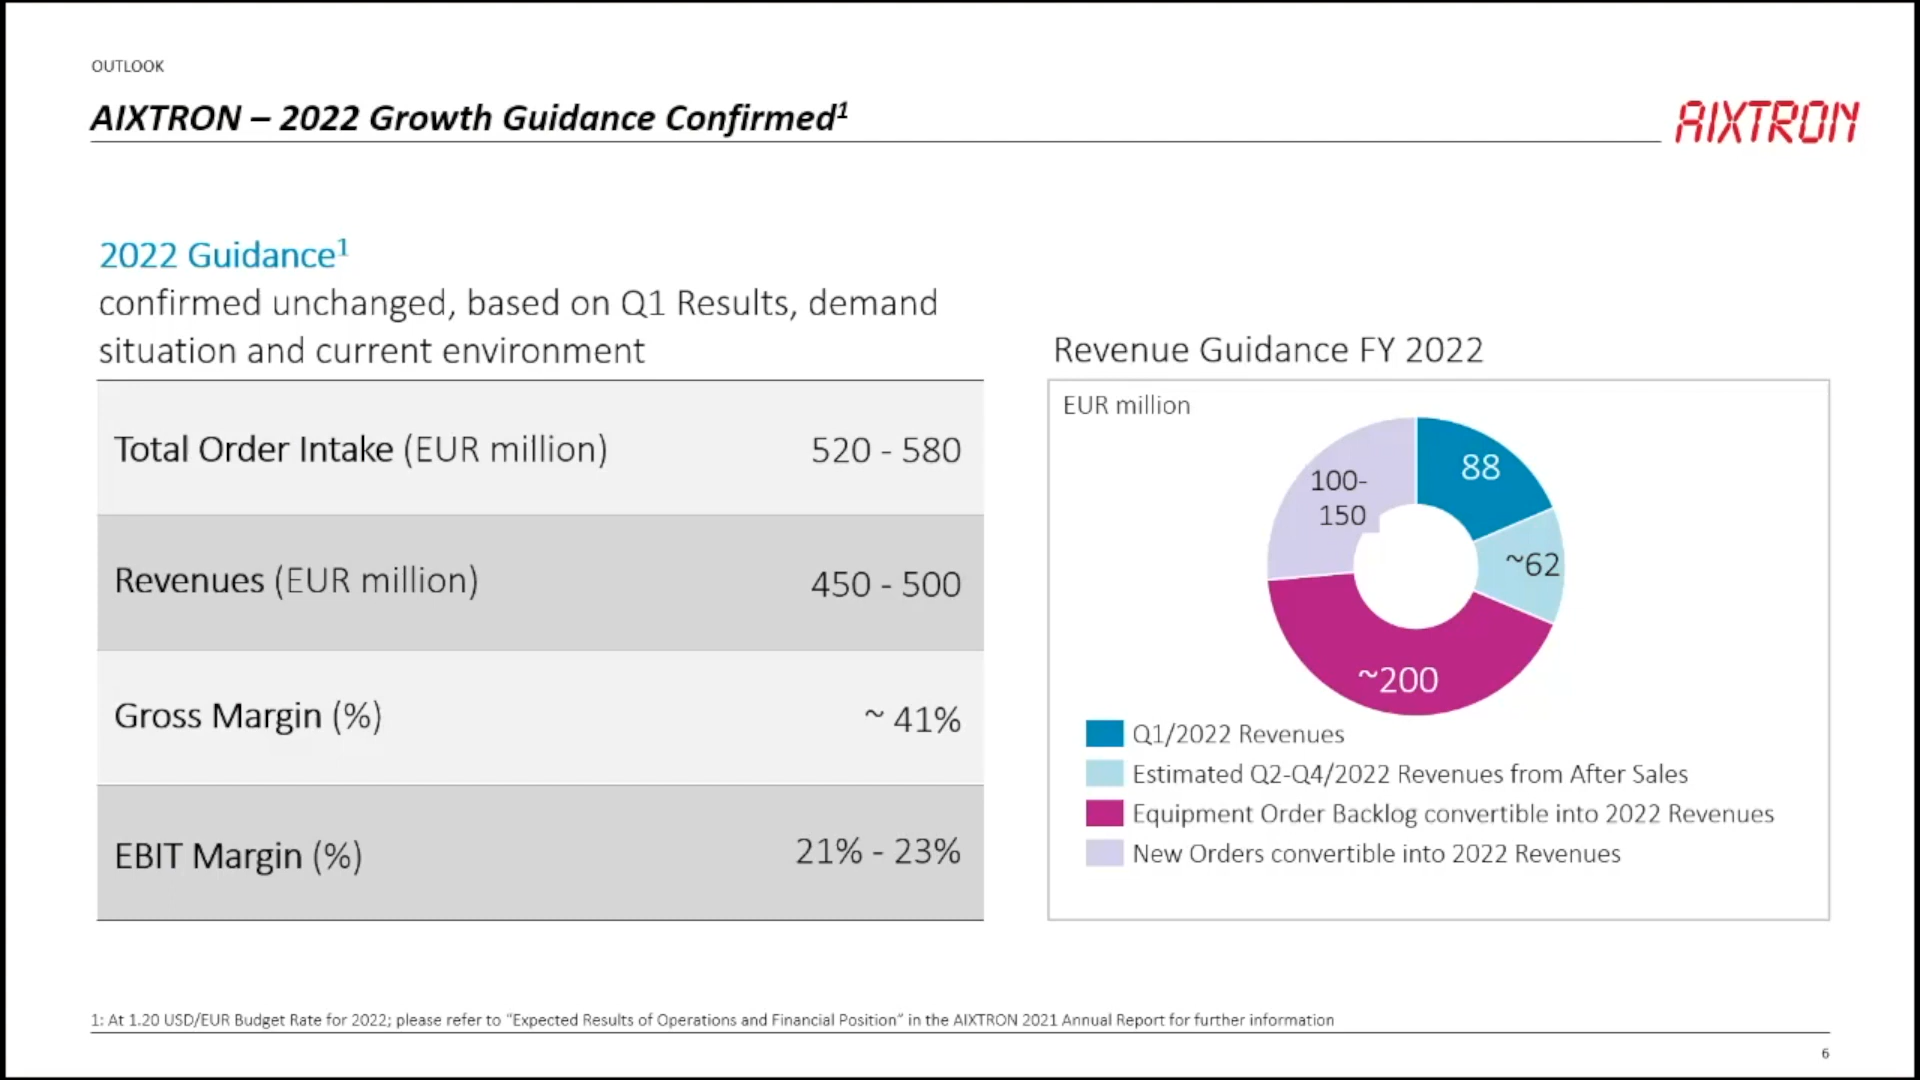 OUTLOOK
AIXTRON – 2022 Growth Guidance Confirmed¹
AIXTRON
2022 Guidance¹
confirmed unchanged, based on Q1 Results, demand
situation and current environment
Total Order Intake (EUR million) 520 - 580
Revenues (EUR million) 450 - 500
Gross Margin (%) ~ 41%
EBIT Margin (%) 21% - 23%
Revenue Guidance FY 2022
EUR million
88
100-
150
~62
~200
Q1/2022 Revenues
Estimated Q2-Q4/2022 Revenues from After Sales
Equipment Order Backlog convertible into 2022 Revenues
New Orders convertible into 2022 Revenues
1: At 1.20 USD/EUR Budget Rate for 2022; please refer to “Expected Results of Operations and Financial Position” in the AIXTRON 2021 Annual Report for further information
6